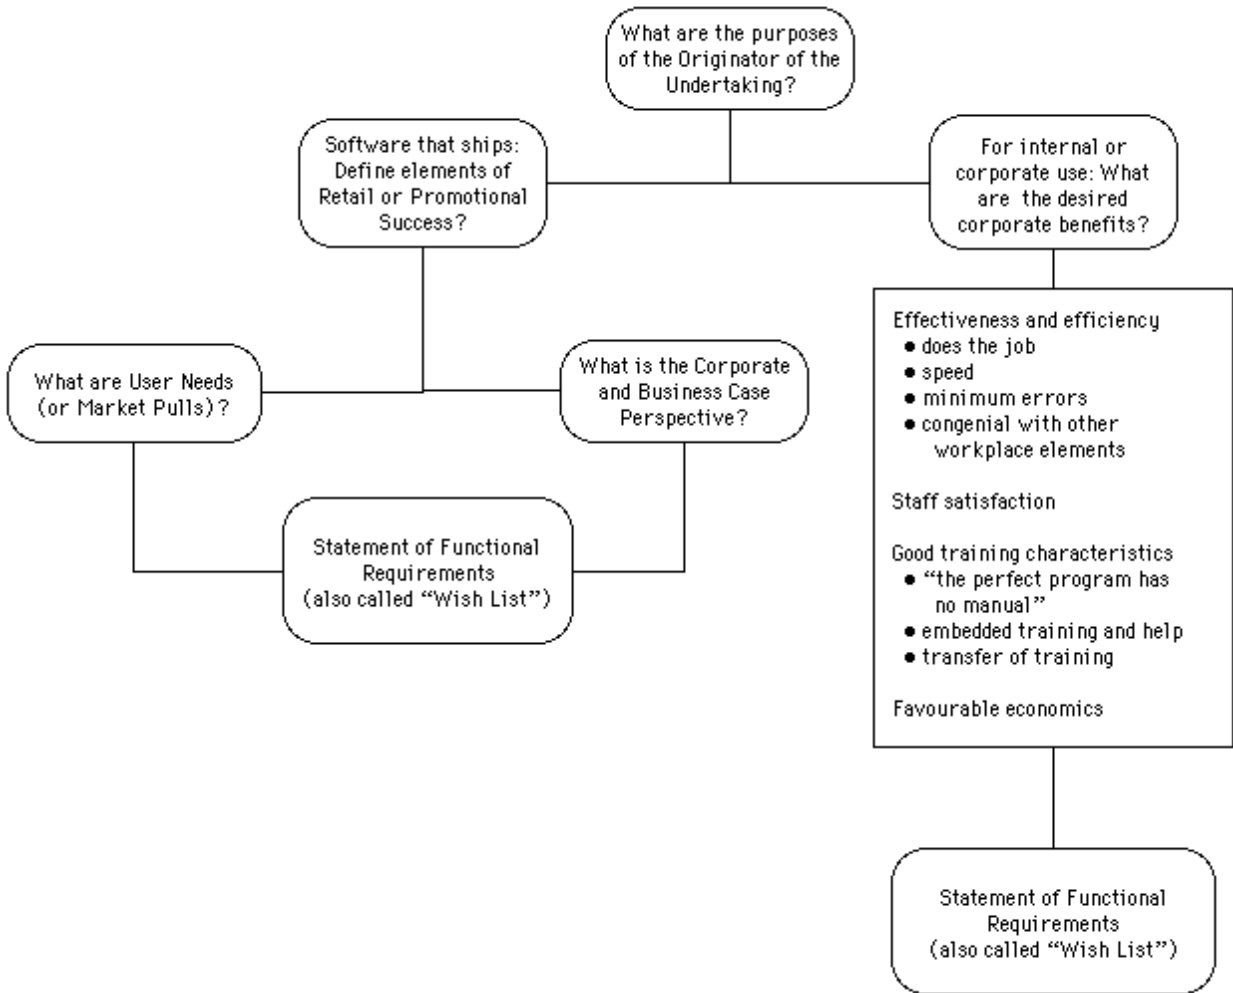 What are the purposes
of the Originator of the
Undertaking?
Software that ships:
Define elements of
Retail or Promotional
Success?
For internal or
corporate use: What
are the desired
corporate benefits?
What are User Needs
(or Market Pulls)?
What is the Corporate
and Business Case
Perspective?
Statement of Functional
Requirements
(also called “Wish List”)
Effectiveness and efficiency
● does the job
● speed
● minimum errors
● congenial with other
workplace elements
Staff satisfaction
Good training characteristics
● “the perfect program has
no manual”
● embedded training and help
● transfer of training
Favourable economics
Statement of Functional
Requirements
(also called “Wish List”)